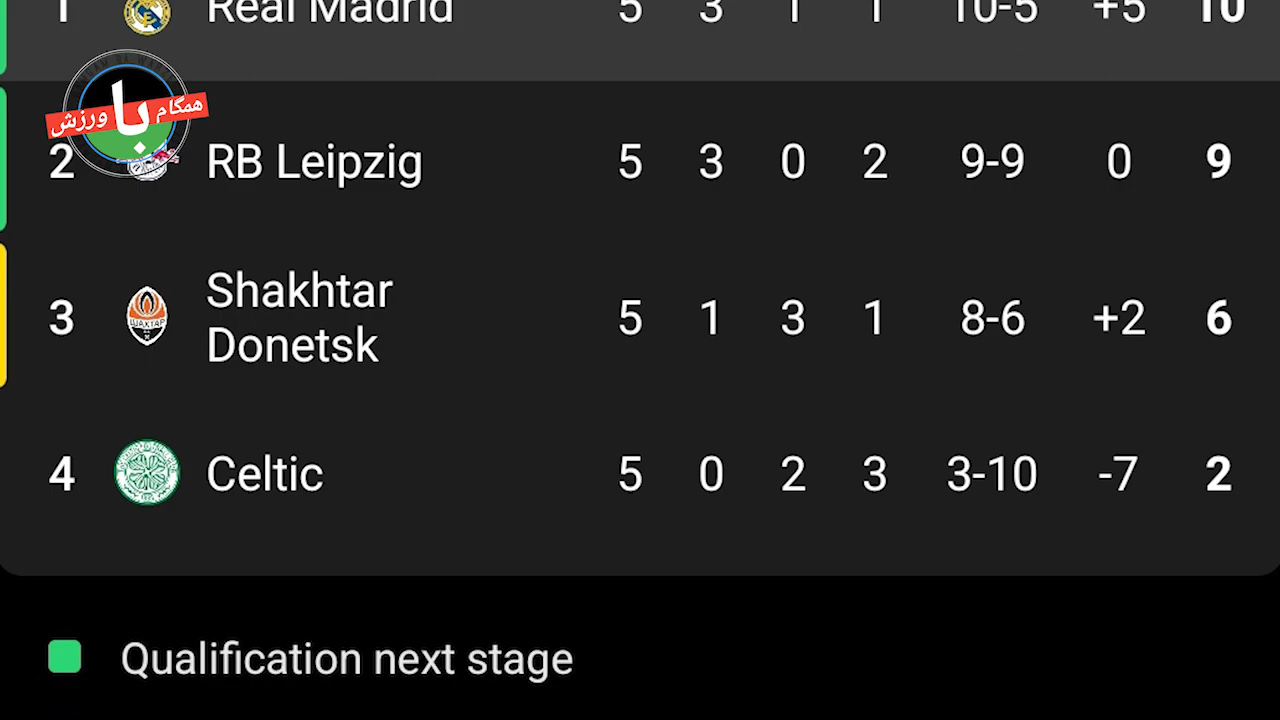 1 Real Madrid 5 3 1 1 10-5 +5 10
همگام با ورزش
2 RB Leipzig 5 3 0 2 9-9 0 9
3 Shakhtar Donetsk 5 1 3 1 8-6 +2 6
ШАХТАР
4 Celtic 5 0 2 3 3-10 -7 2
Qualification next stage